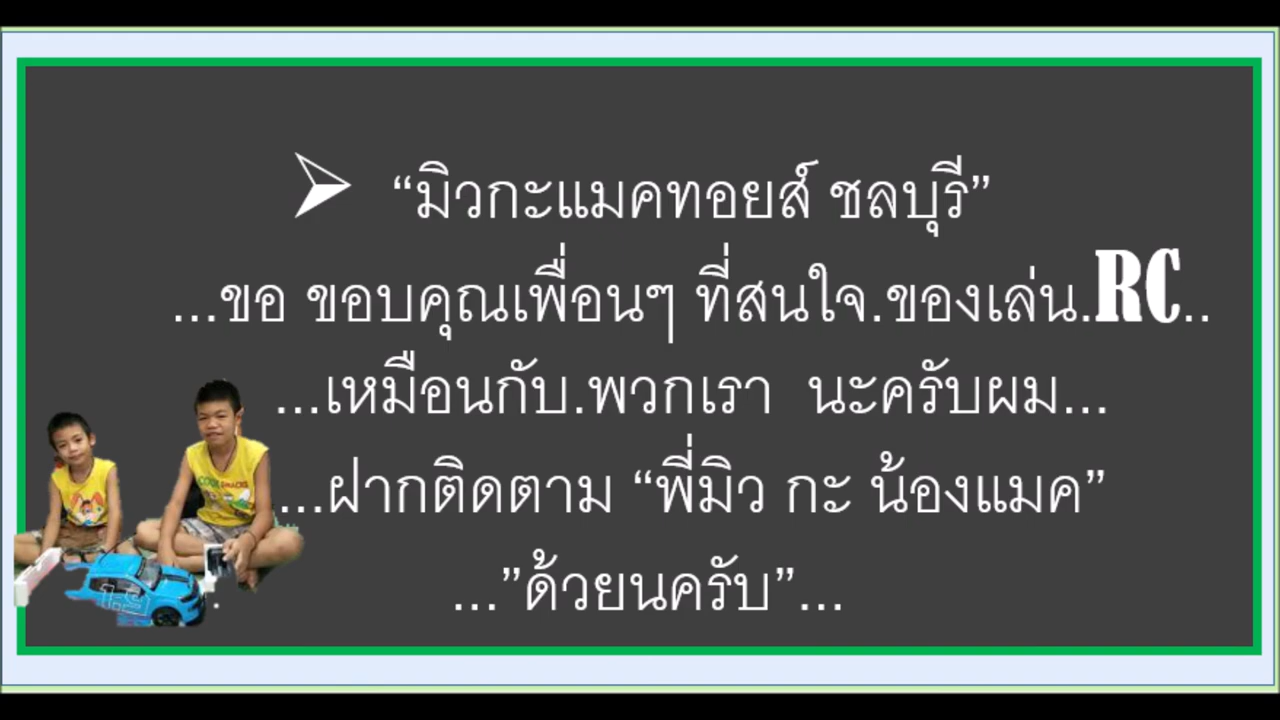 ➢ “มิวกะแมคทอยส์ ชลบุรี”
...ขอ ขอบคุณเพื่อนๆ ที่สนใจ.ของเล่น.RC..
...เหมือนกับ.พวกเรา นะครับผม...
...ฝากติดตาม “พี่มิว กะ น้องแมค”
...”ด้วยนครับ”...